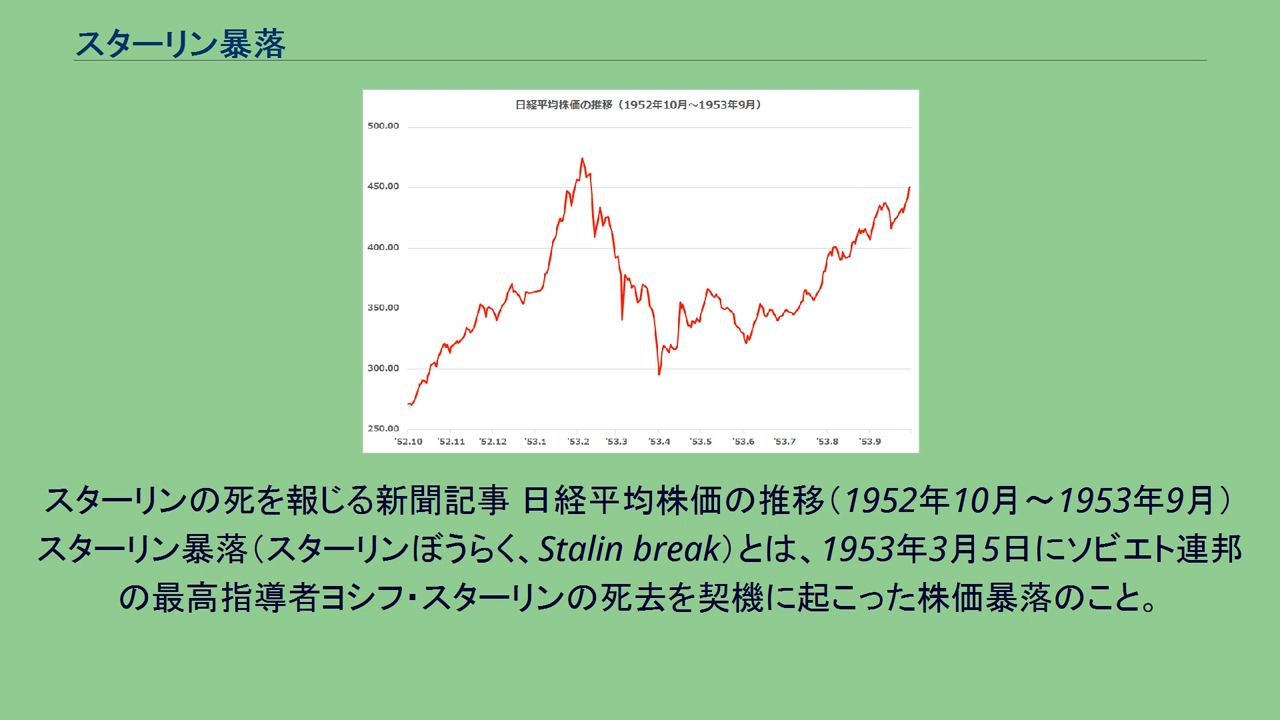 スターリン暴落
日経平均株価の推移（1952年10月～1953年9月）
500.00
450.00
400.00
350.00
300.00
250.00
'52.10 '52.11 '52.12 '53.1 '53.2 '53.3 '53.4 '53.5 '53.6 '53.7 '53.8 '53.9
スターリンの死を報じる新聞記事 日経平均株価の推移（1952年10月～1953年9月）
スターリン暴落（スターリンぼうらく、Stalin break）とは、1953年3月5日にソビエト連邦
の最高指導者ヨシフ・スターリンの死去を契機に起こった株価暴落のこと。